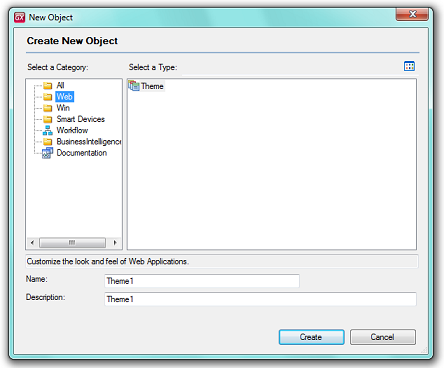 GX New Object
Create New Object
Select a Category:
Select a Type:
All
Web
Win
Smart Devices
Workflow
BusinessIntelligence
Documentation
Theme
Customize the look and feel of Web Applications.
Name:
Theme1
Description:
Theme1
Create
Cancel